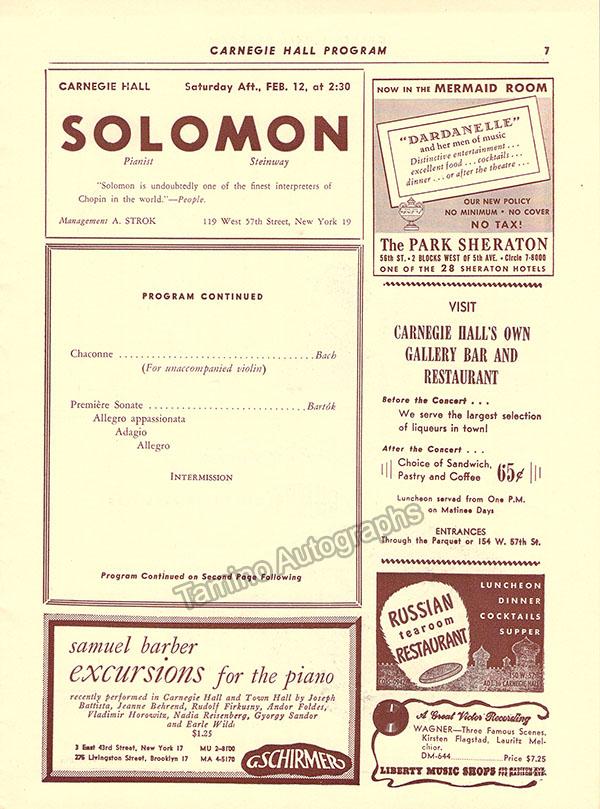 CARNEGIE HALL PROGRAM 7
CARNEGIE HALL Saturday Aft., FEB. 12, at 2:30
SOLOMON
Pianist Steinway
"Solomon is undoubtedly one of the finest interpreters of
Chopin in the world."—People.
Management A. STROK 119 West 57th Street, New York 19
PROGRAM CONTINUED
Chaconne ..................................Bach
(For unaccompanied violin)
Première Sonate ............................Bartók
Allegro appassionata
Adagio
Allegro
INTERMISSION
Program Continued on Second Page Following
samuel barber
excursions for the piano
recently performed in Carnegie Hall and Town Hall by Joseph
Battista, Jeanne Behrend, Rudolf Firkusny, Andor Foldes,
Vladimir Horowitz, Nadia Reisenberg, Gyorgy Sandor
and Earle Wild.
$1.25
3 East 43rd Street, New York 17 MU 2-8100
275 Livingston Street, Brooklyn 17 MA 4-5170
G. SCHIRMER
NOW IN THE MERMAID ROOM
"DARDANELLE"
and her men of music
Distinctive entertainment...
excellent food... cocktails...
dinner... or after the theatre...
OUR NEW POLICY
NO MINIMUM • NO COVER
NO TAX!
The PARK SHERATON
56th ST. • 2 BLOCKS WEST OF 5th AVE. • CIrcle 7-8000
ONE OF THE 28 SHERATON HOTELS
VISIT
CARNEGIE HALL'S OWN
GALLERY BAR AND
RESTAURANT
Before the Concert . . .
We serve the largest selection
of liqueurs in town!
After the Concert . . .
Choice of Sandwich,
Pastry and Coffee 65¢
Luncheon served from One P.M.
on Matinee Days
ENTRANCES
Through the Parquet or 154 W. 57th St.
RUSSIAN
tearoom
RESTAURANT
LUNCHEON
DINNER
COCKTAILS
SUPPER
150 W. 57
ADJ. to CARNEGIE HALL
A Great Victor Recording
WAGNER—Three Famous Scenes.
Kirsten Flagstad, Lauritz Mel-
chior.
DM-644..............Price $7.25
LIBERTY MUSIC SHOPS
Tamino Autographs